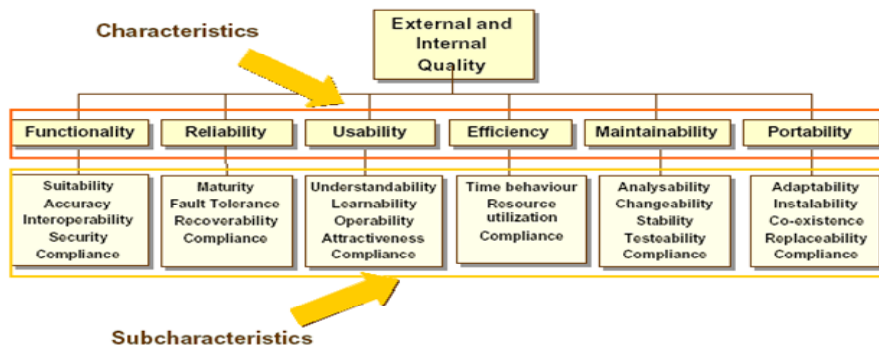 External and
Internal
Quality
Characteristics
Functionality
Reliability
Usability
Efficiency
Maintainability
Portability
Suitability
Accuracy
Interoperability
Security
Compliance
Maturity
Fault Tolerance
Recoverability
Compliance
Understandability
Learnability
Operability
Attractiveness
Compliance
Time behaviour
Resource
utilization
Compliance
Analysability
Changeability
Stability
Testeability
Compliance
Adaptability
Instalability
Co-existence
Replaceability
Compliance
Subcharacteristics